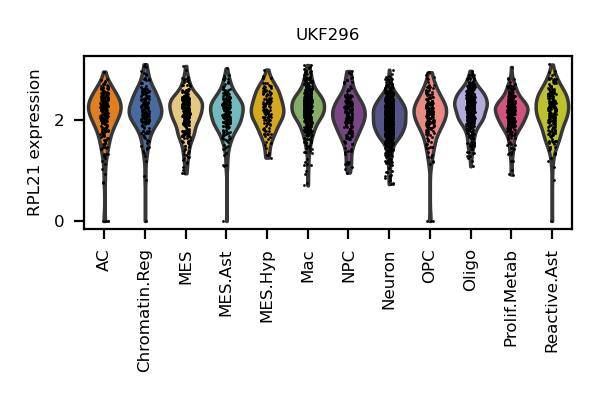 UKF296
RPL21 expression
2
0
AC
Chromatin.Reg
MES
MES.Ast
MES.Hyp
Mac
NPC
Neuron
OPC
Oligo
Prolif.Metab
Reactive.Ast